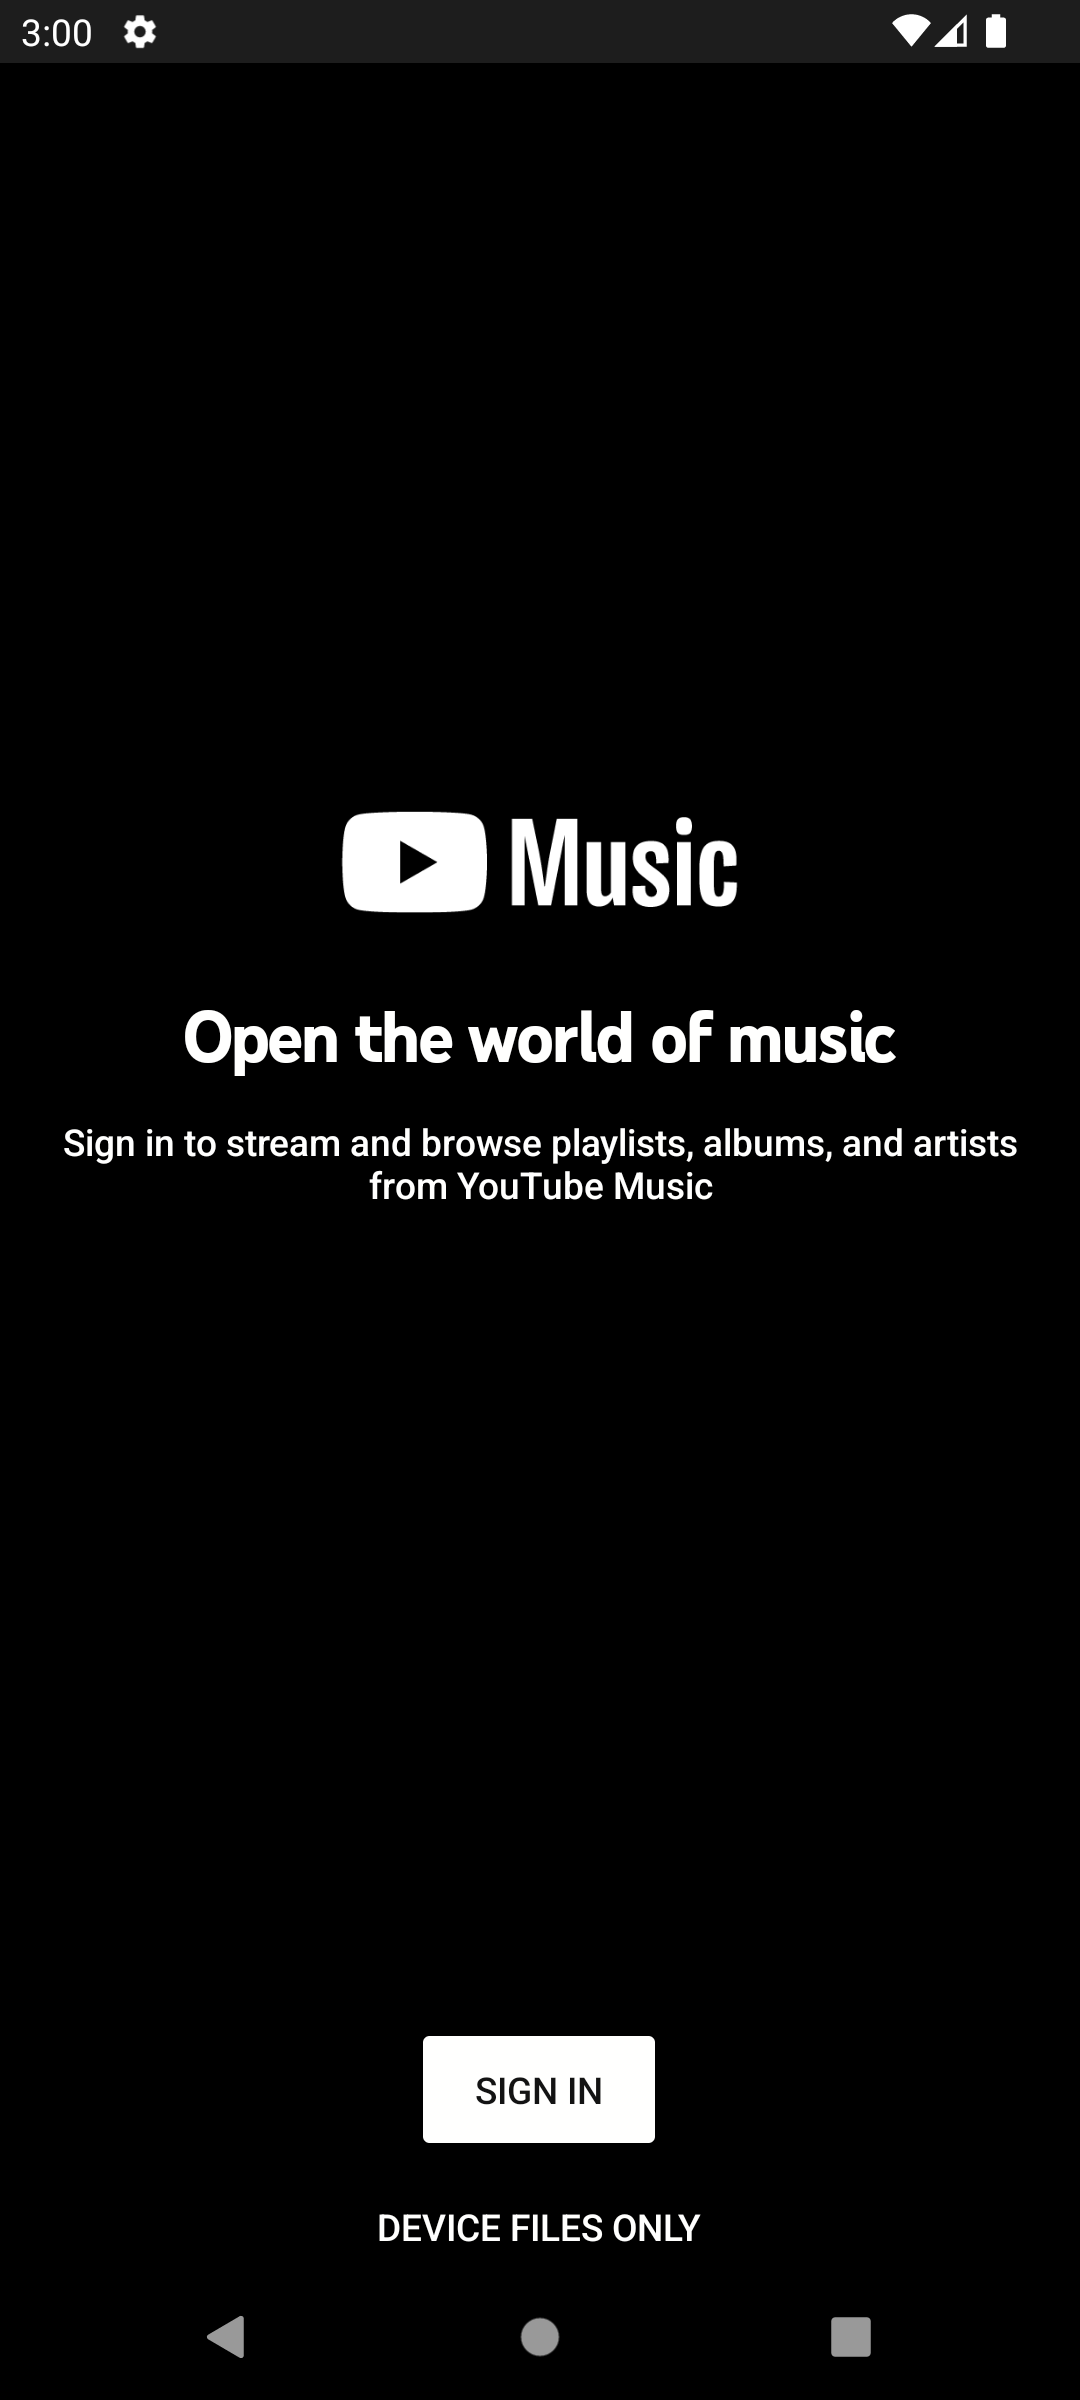 3:00
Music
Open the world of music
Sign in to stream and browse playlists, albums, and artists
from YouTube Music
SIGN IN
DEVICE FILES ONLY